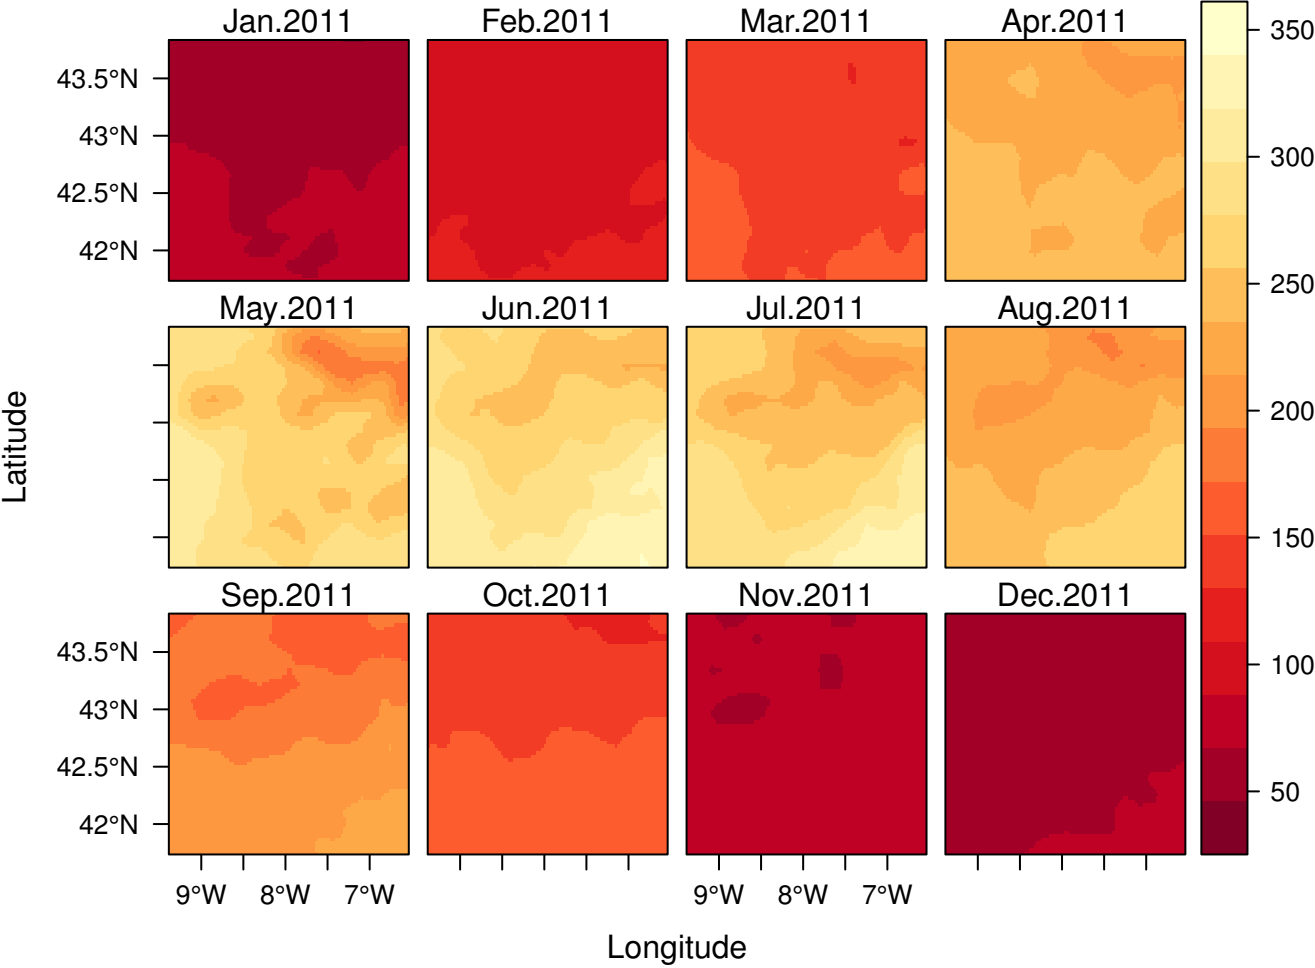 Jan.2011 Feb.2011 Mar.2011 Apr.2011 350
43.5°N
43°N
300
42.5°N
42°N
250
May.2011 Jun.2011 Jul.2011 Aug.2011
200
Latitude
150
Sep.2011 Oct.2011 Nov.2011 Dec.2011
43.5°N
100
43°N
42.5°N
50
42°N
9°W 8°W 7°W 9°W 8°W 7°W
Longitude